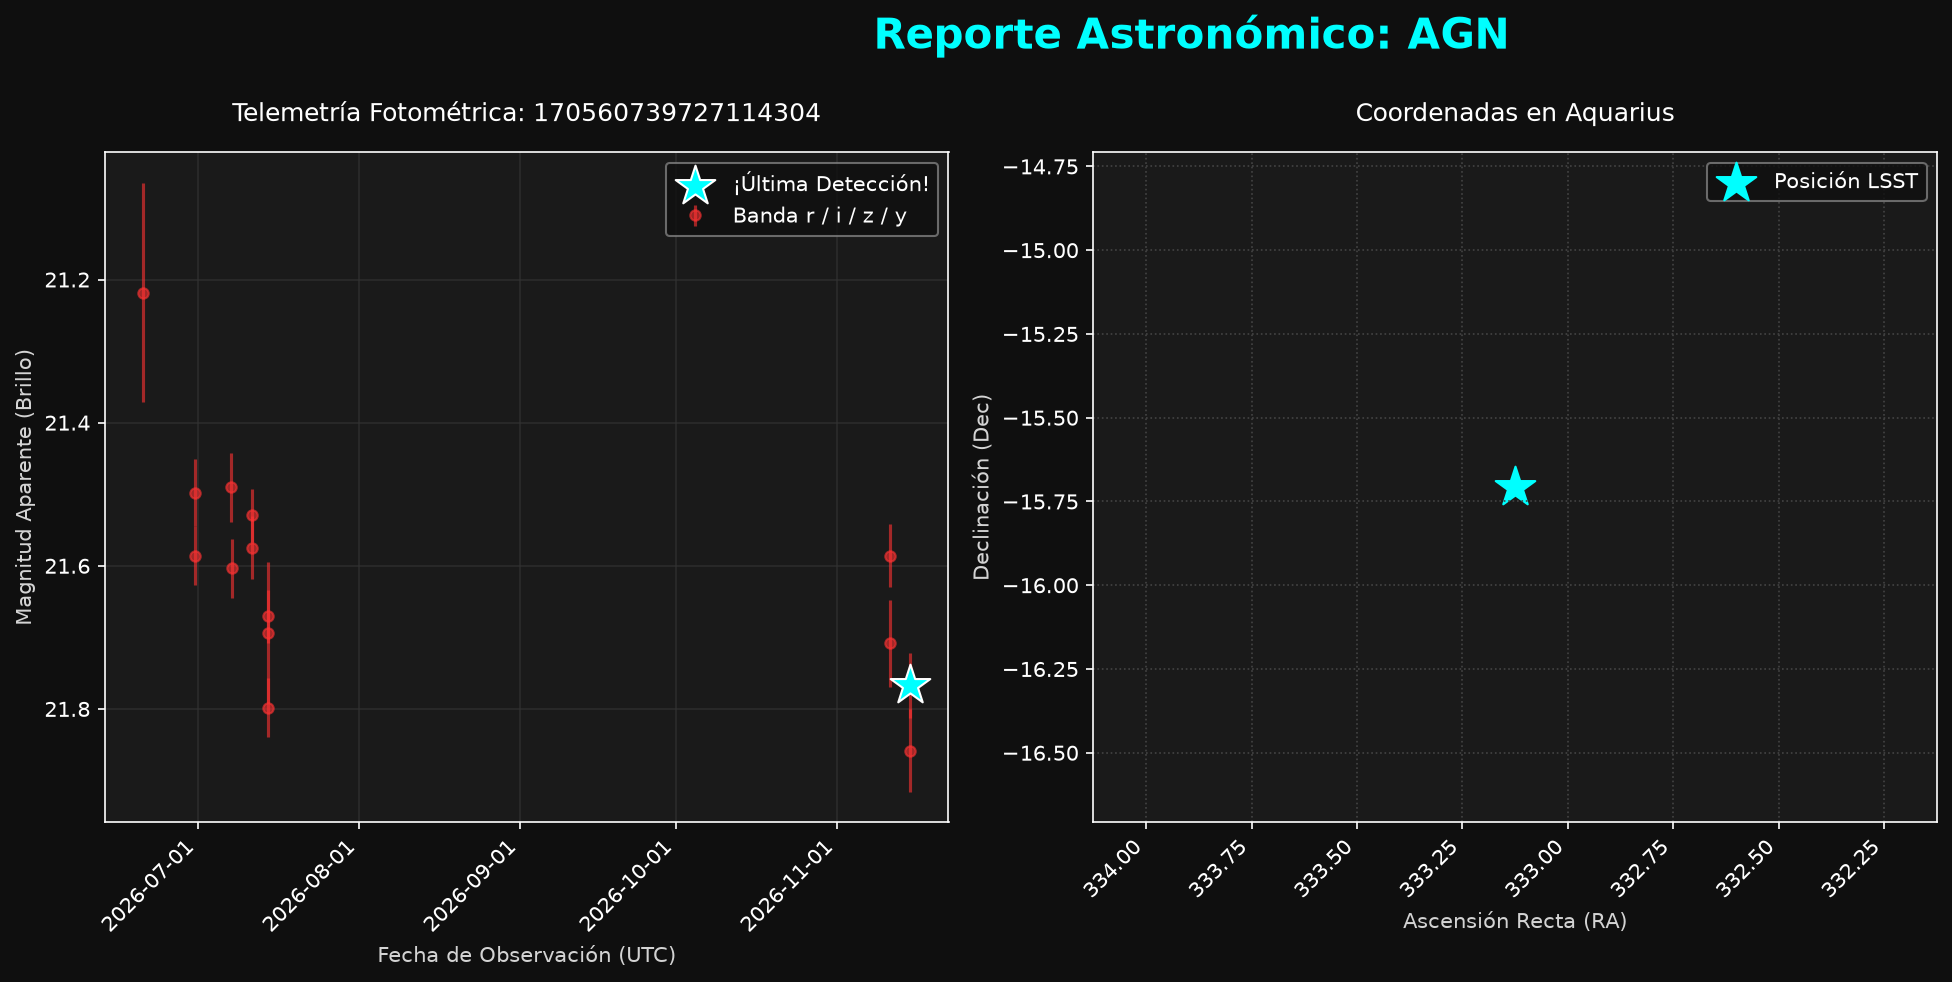 Reporte Astronómico: AGN
Telemetría Fotométrica: 170560739727114304
¡Última Detección!
Banda r / i / z / y
21.2
21.4
21.6
21.8
Magnitud Aparente (Brillo)
2026-07-01
2026-08-01
2026-09-01
2026-10-01
2026-11-01
Fecha de Observación (UTC)
Coordenadas en Aquarius
Posición LSST
−14.75
−15.00
−15.25
−15.50
−15.75
−16.00
−16.25
−16.50
Declinación (Dec)
334.00
333.75
333.50
333.25
333.00
332.75
332.50
332.25
Ascensión Recta (RA)